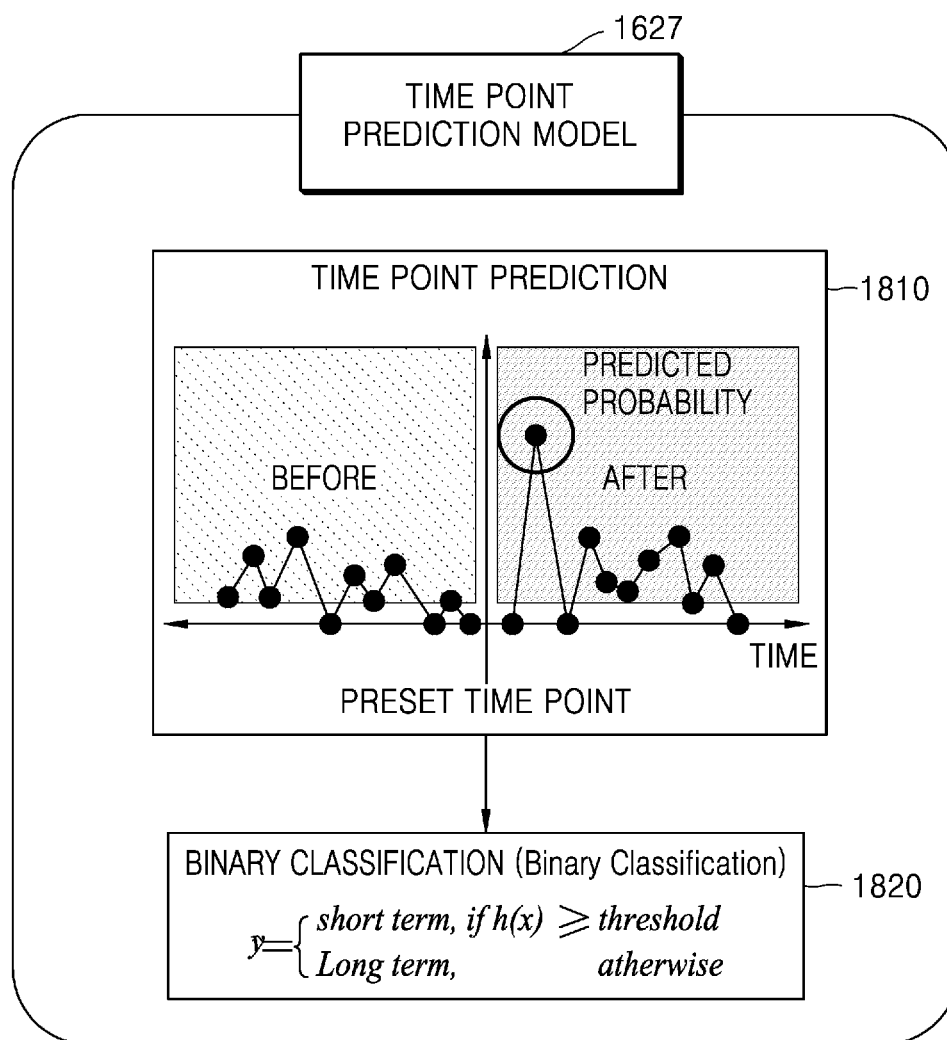 1627
TIME POINT
PREDICTION MODEL
TIME POINT PREDICTION
1810
PREDICTED
PROBABILITY
BEFORE
AFTER
TIME
PRESET TIME POINT
BINARY CLASSIFICATION (Binary Classification)
1820
y= { short term, if h(x) ≥ threshold
Long term, atherwise